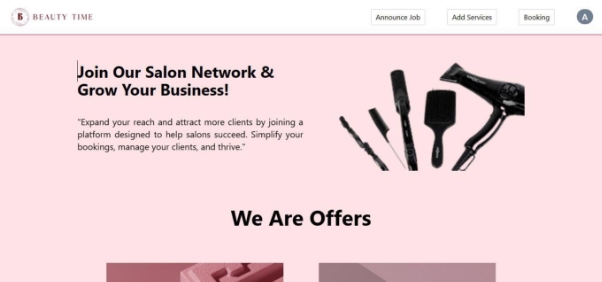 BEAUTY TIME
Announce Job
Add Services
Booking
A
Join Our Salon Network &
Grow Your Business!
"Expand your reach and attract more clients by joining a
platform designed to help salons succeed. Simplify your
bookings, manage your clients, and thrive."
We Are Offers